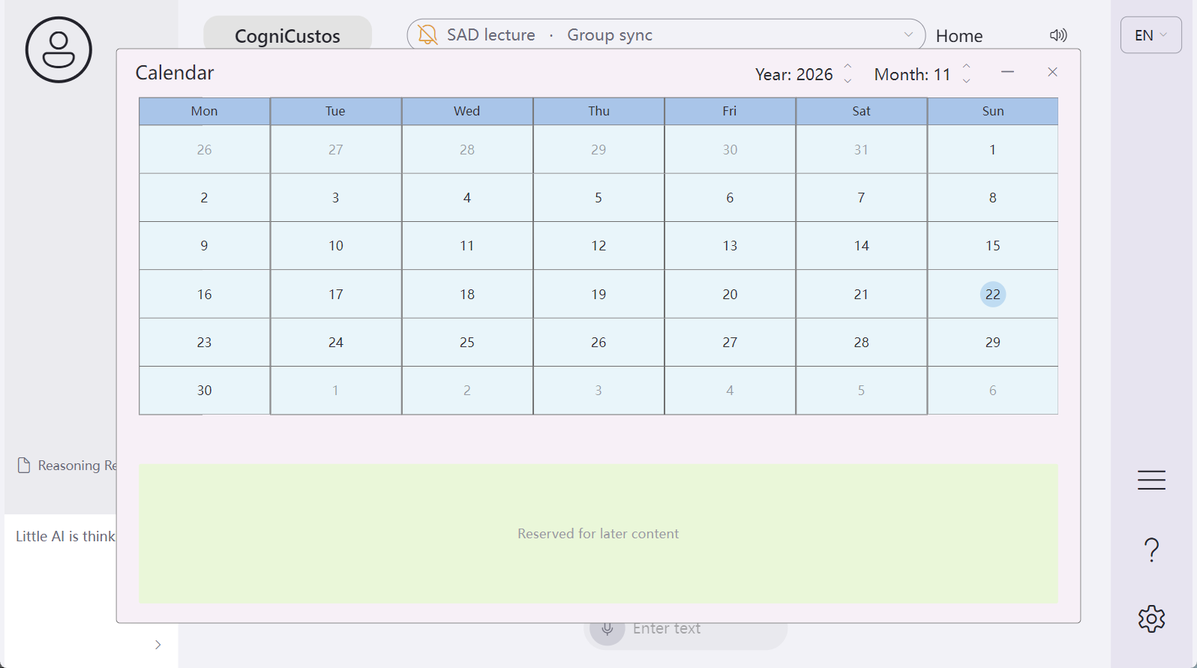 CogniCustos
SAD lecture · Group sync
Home
EN
Calendar
Year: 2026
Month: 11
Mon Tue Wed Thu Fri Sat Sun
26 27 28 29 30 31 1
2 3 4 5 6 7 8
9 10 11 12 13 14 15
16 17 18 19 20 21 22
23 24 25 26 27 28 29
30 1 2 3 4 5 6
Reasoning Re
Reserved for later content
Little AI is think
Enter text